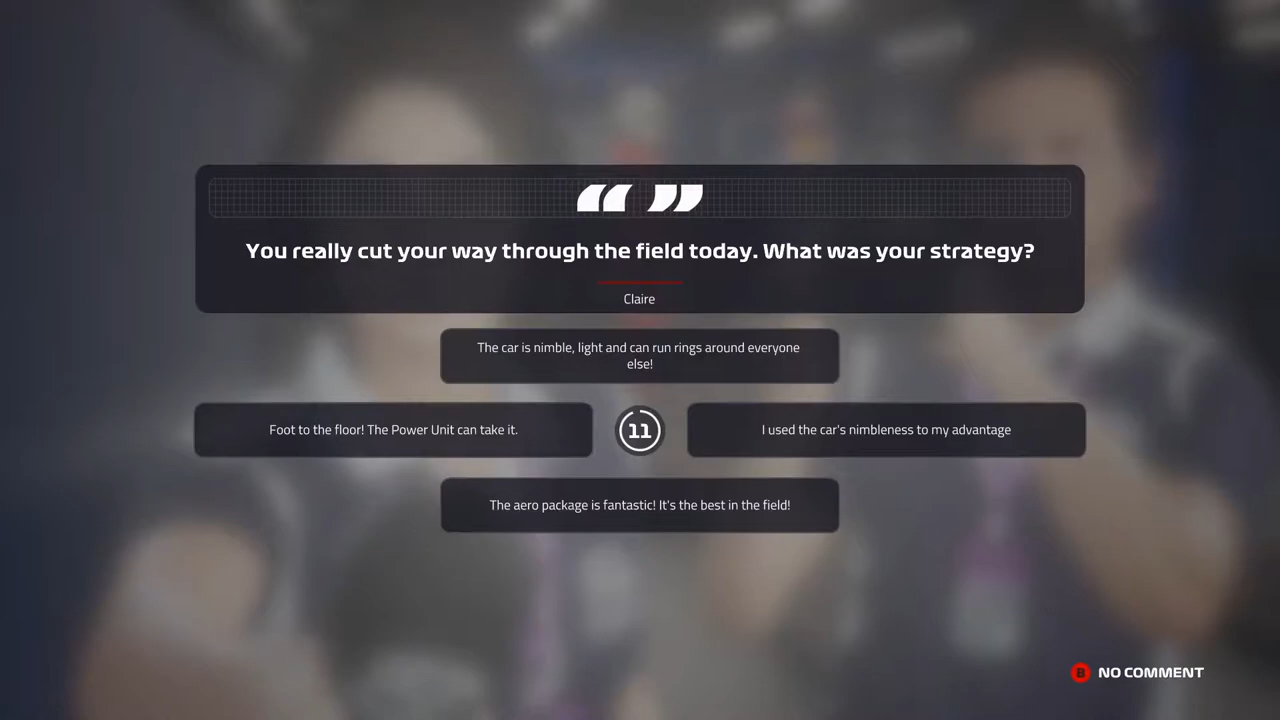 “ ”
You really cut your way through the field today. What was your strategy?
Claire
The car is nimble, light and can run rings around everyone
else!
Foot to the floor! The Power Unit can take it.
11
I used the car's nimbleness to my advantage
The aero package is fantastic! It's the best in the field!
B NO COMMENT